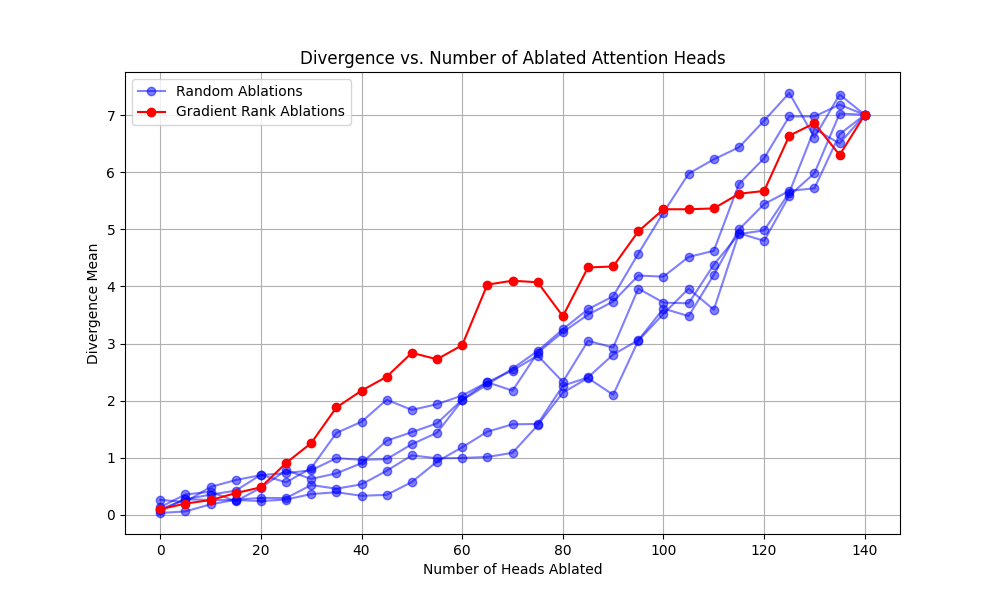 Divergence vs. Number of Ablated Attention Heads
Random Ablations
Gradient Rank Ablations
Divergence Mean
7
6
5
4
3
2
1
0
0 20 40 60 80 100 120 140
Number of Heads Ablated